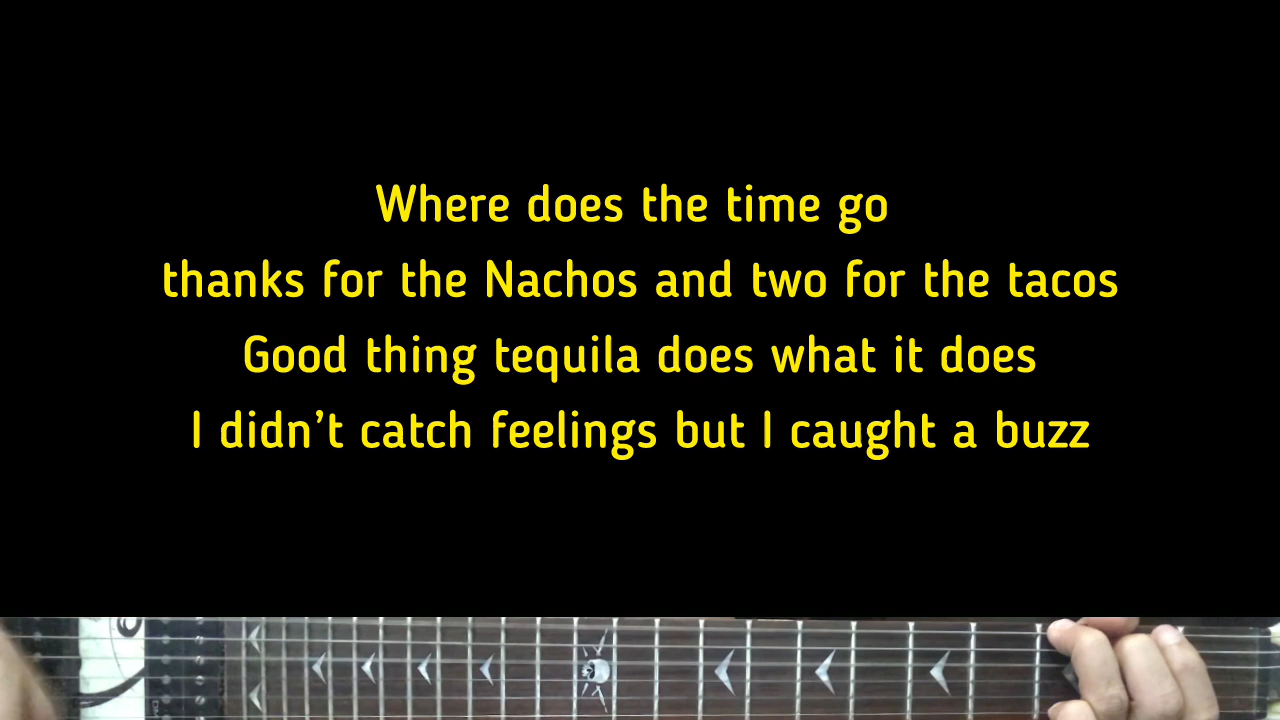 Where does the time go
thanks for the Nachos and two for the tacos
Good thing tequila does what it does
I didn’t catch feelings but I caught a buzz